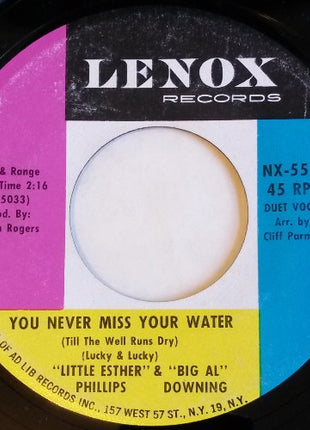 LENOX
RECORDS
& Range
Time 2:16
5033)
d. By:
Rogers
NX-55
45 RP
DUET VOC
Arr. by
Cliff Parm
YOU NEVER MISS YOUR WATER
(Till The Well Runs Dry)
(Lucky & Lucky)
"LITTLE ESTHER" & "BIG AL"
PHILLIPS DOWNING
OF AD LIB RECORDS INC., 157 WEST 57 ST., N.Y. 19, N.Y.